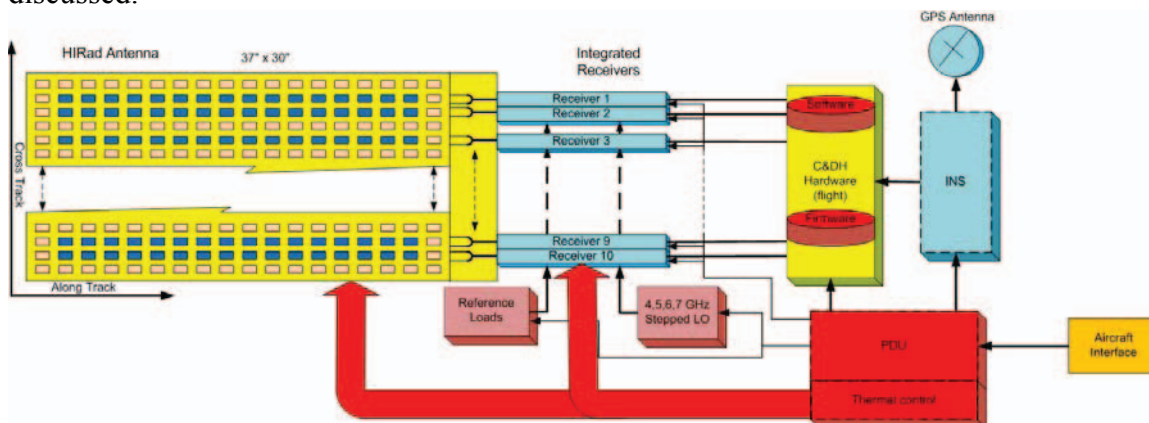 discussed.
GPS Antenna
HIRad Antenna
37" x 30"
Integrated
Receivers
Receiver 1
Receiver 2
Receiver 3
Software
C&DH
Hardware
(flight)
Firmware
INS
Cross Track
Receiver 9
Receiver 10
Along Track
Reference
Loads
4,5,6,7 GHz
Stepped LO
PDU
Thermal control
Aircraft
Interface